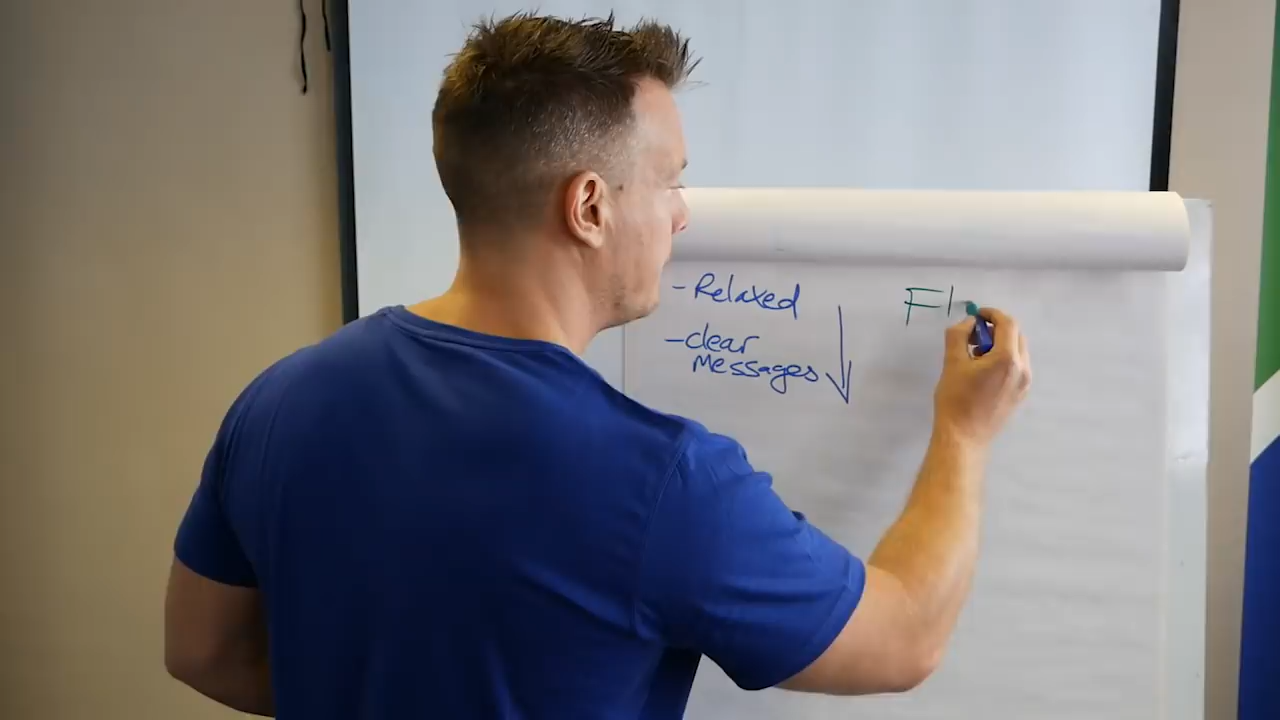 - Relaxed
- clear
messages
Fl